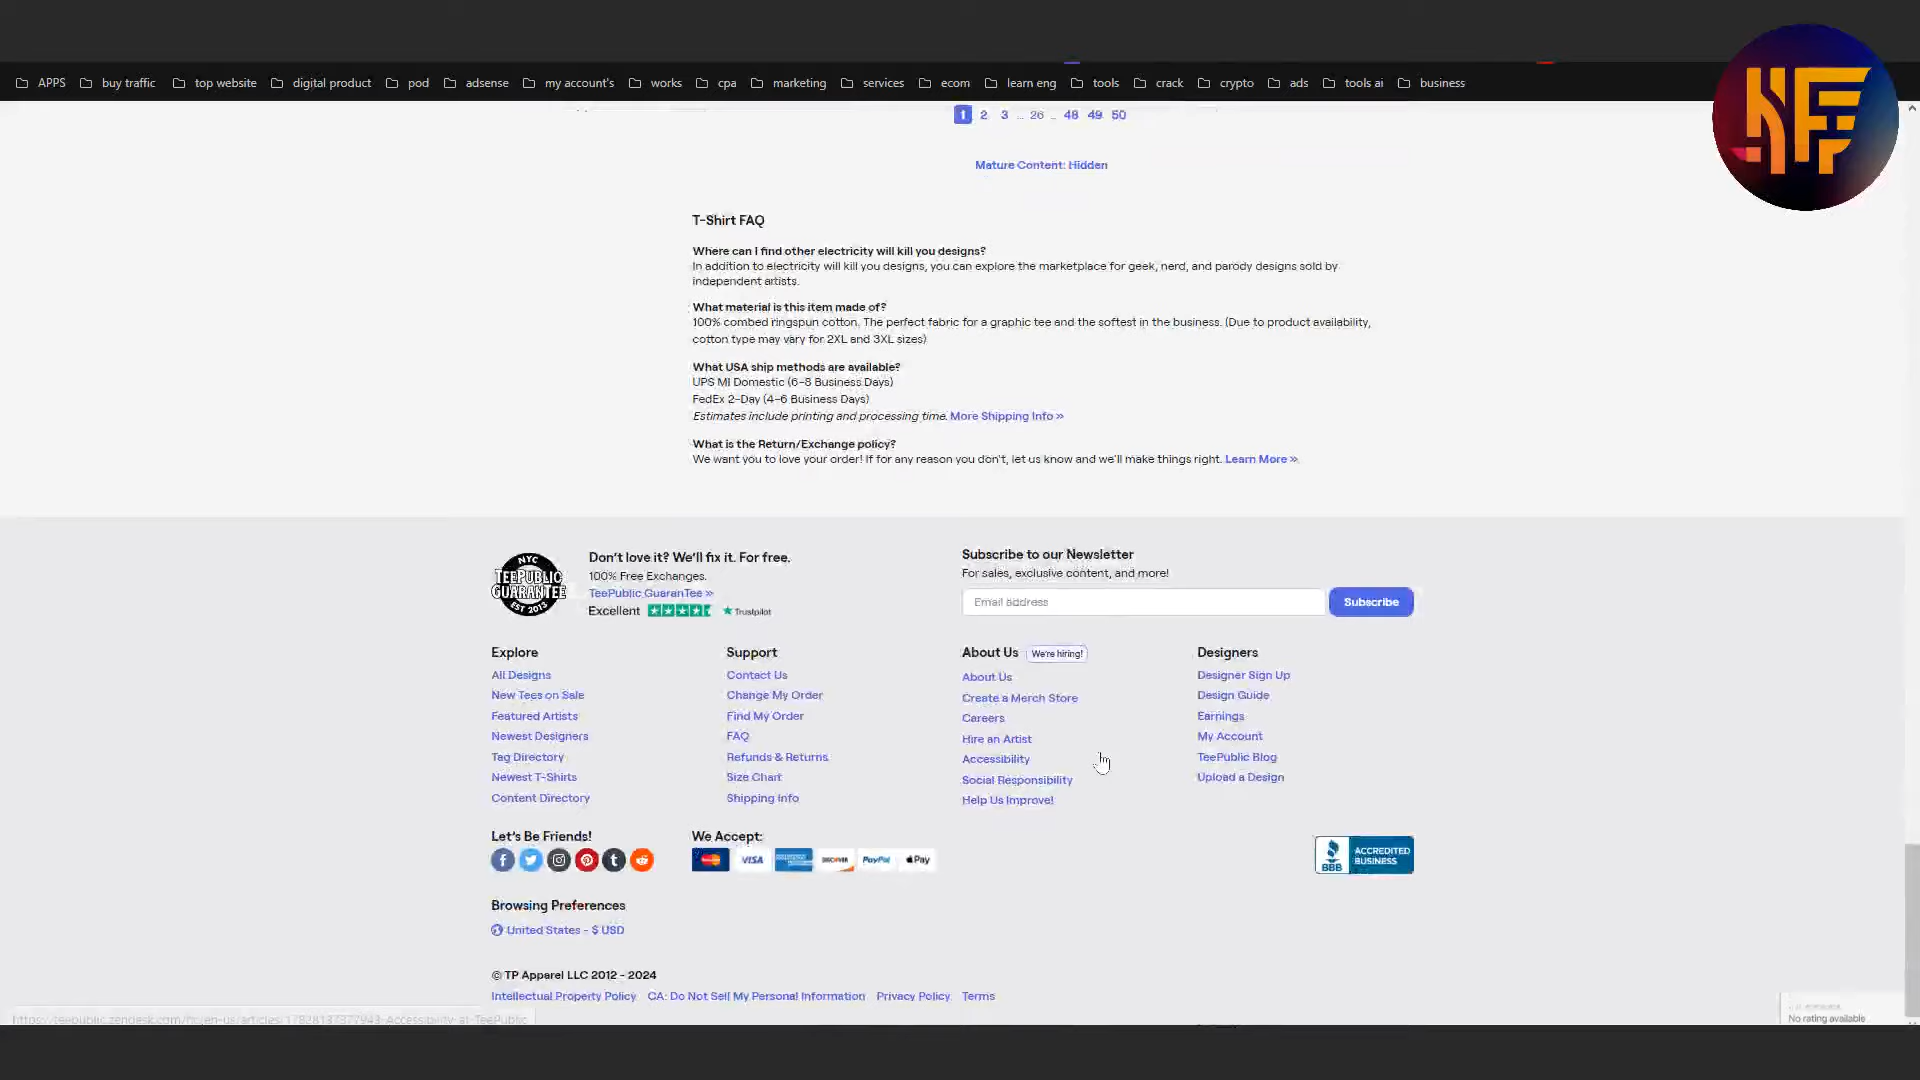 APPS buy traffic top website digital product pod adsense my account's works cpa marketing services ecom learn eng tools crack crypto ads tools ai business
1 2 3 ... 26 ... 48 49 50
Mature Content: Hidden
T-Shirt FAQ
Where can I find other electricity will kill you designs?
In addition to electricity will kill you designs, you can explore the marketplace for geek, nerd, and parody designs sold by
independent artists.
What material is this item made of?
100% combed ringspun cotton. The perfect fabric for a graphic tee and the softest in the business. (Due to product availability,
cotton type may vary for 2XL and 3XL sizes)
What USA ship methods are available?
UPS MI Domestic (6-8 Business Days)
FedEx 2-Day (4-6 Business Days)
Estimates include printing and processing time. More Shipping Info »
What is the Return/Exchange policy?
We want you to love your order! If for any reason you don't, let us know and we'll make things right. Learn More »
NYC
TEEPUBLIC
GUARANTEE
EST 2013
Don't love it? We'll fix it. For free.
100% Free Exchanges.
TeePublic GuaranTee »
Excellent Trustpilot
Subscribe to our Newsletter
For sales, exclusive content, and more!
Email address Subscribe
Explore
All Designs
New Tees on Sale
Featured Artists
Newest Designers
Tag Directory
Newest T-Shirts
Content Directory
Support
Contact Us
Change My Order
Find My Order
FAQ
Refunds & Returns
Size Chart
Shipping Info
About Us We're hiring!
About Us
Create a Merch Store
Careers
Hire an Artist
Accessibility
Social Responsibility
Help Us Improve!
Designers
Designer Sign Up
Design Guide
Earnings
My Account
TeePublic Blog
Upload a Design
Let's Be Friends!
We Accept:
VISA DISCOVER PayPal Pay
BBB ACCREDITED
BUSINESS
Browsing Preferences
United States - $ USD
© TP Apparel LLC 2012 - 2024
Intellectual Property Policy CA: Do Not Sell My Personal Information Privacy Policy Terms
No rating available